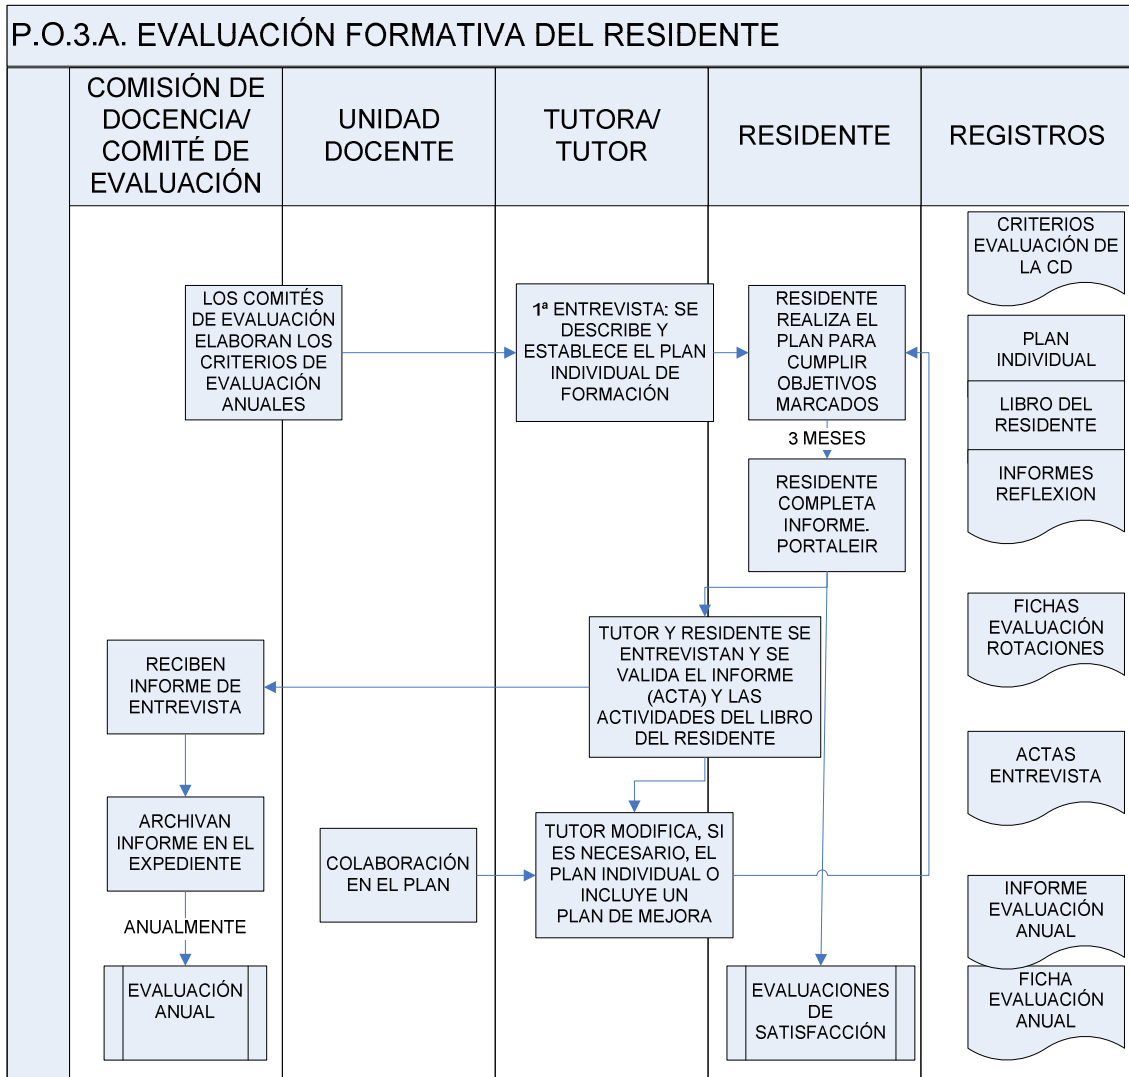 P.O.3.A. EVALUACIÓN FORMATIVA DEL RESIDENTE
COMISIÓN DE
DOCENCIA/
COMITÉ DE
EVALUACIÓN
UNIDAD
DOCENTE
TUTORA/
TUTOR
RESIDENTE
REGISTROS
LOS COMITÉS
DE EVALUACIÓN
ELABORAN LOS
CRITERIOS DE
EVALUACIÓN
ANUALES
1ª ENTREVISTA: SE
DESCRIBE Y
ESTABLECE EL PLAN
INDIVIDUAL DE
FORMACIÓN
RESIDENTE
REALIZA EL
PLAN PARA
CUMPLIR
OBJETIVOS
MARCADOS
3 MESES
RESIDENTE
COMPLETA
INFORME.
PORTALEIR
TUTOR Y RESIDENTE SE
ENTREVISTAN Y SE
VALIDA EL INFORME
(ACTA) Y LAS
ACTIVIDADES DEL LIBRO
DEL RESIDENTE
RECIBEN
INFORME DE
ENTREVISTA
ARCHIVAN
INFORME EN EL
EXPEDIENTE
ANUALMENTE
EVALUACIÓN
ANUAL
COLABORACIÓN
EN EL PLAN
TUTOR MODIFICA, SI
ES NECESARIO, EL
PLAN INDIVIDUAL O
INCLUYE UN
PLAN DE MEJORA
EVALUACIONES
DE
SATISFACCIÓN
CRITERIOS
EVALUACIÓN DE
LA CD
PLAN
INDIVIDUAL
LIBRO DEL
RESIDENTE
INFORMES
REFLEXION
FICHAS
EVALUACIÓN
ROTACIONES
ACTAS
ENTREVISTA
INFORME
EVALUACIÓN
ANUAL
FICHA
EVALUACIÓN
ANUAL